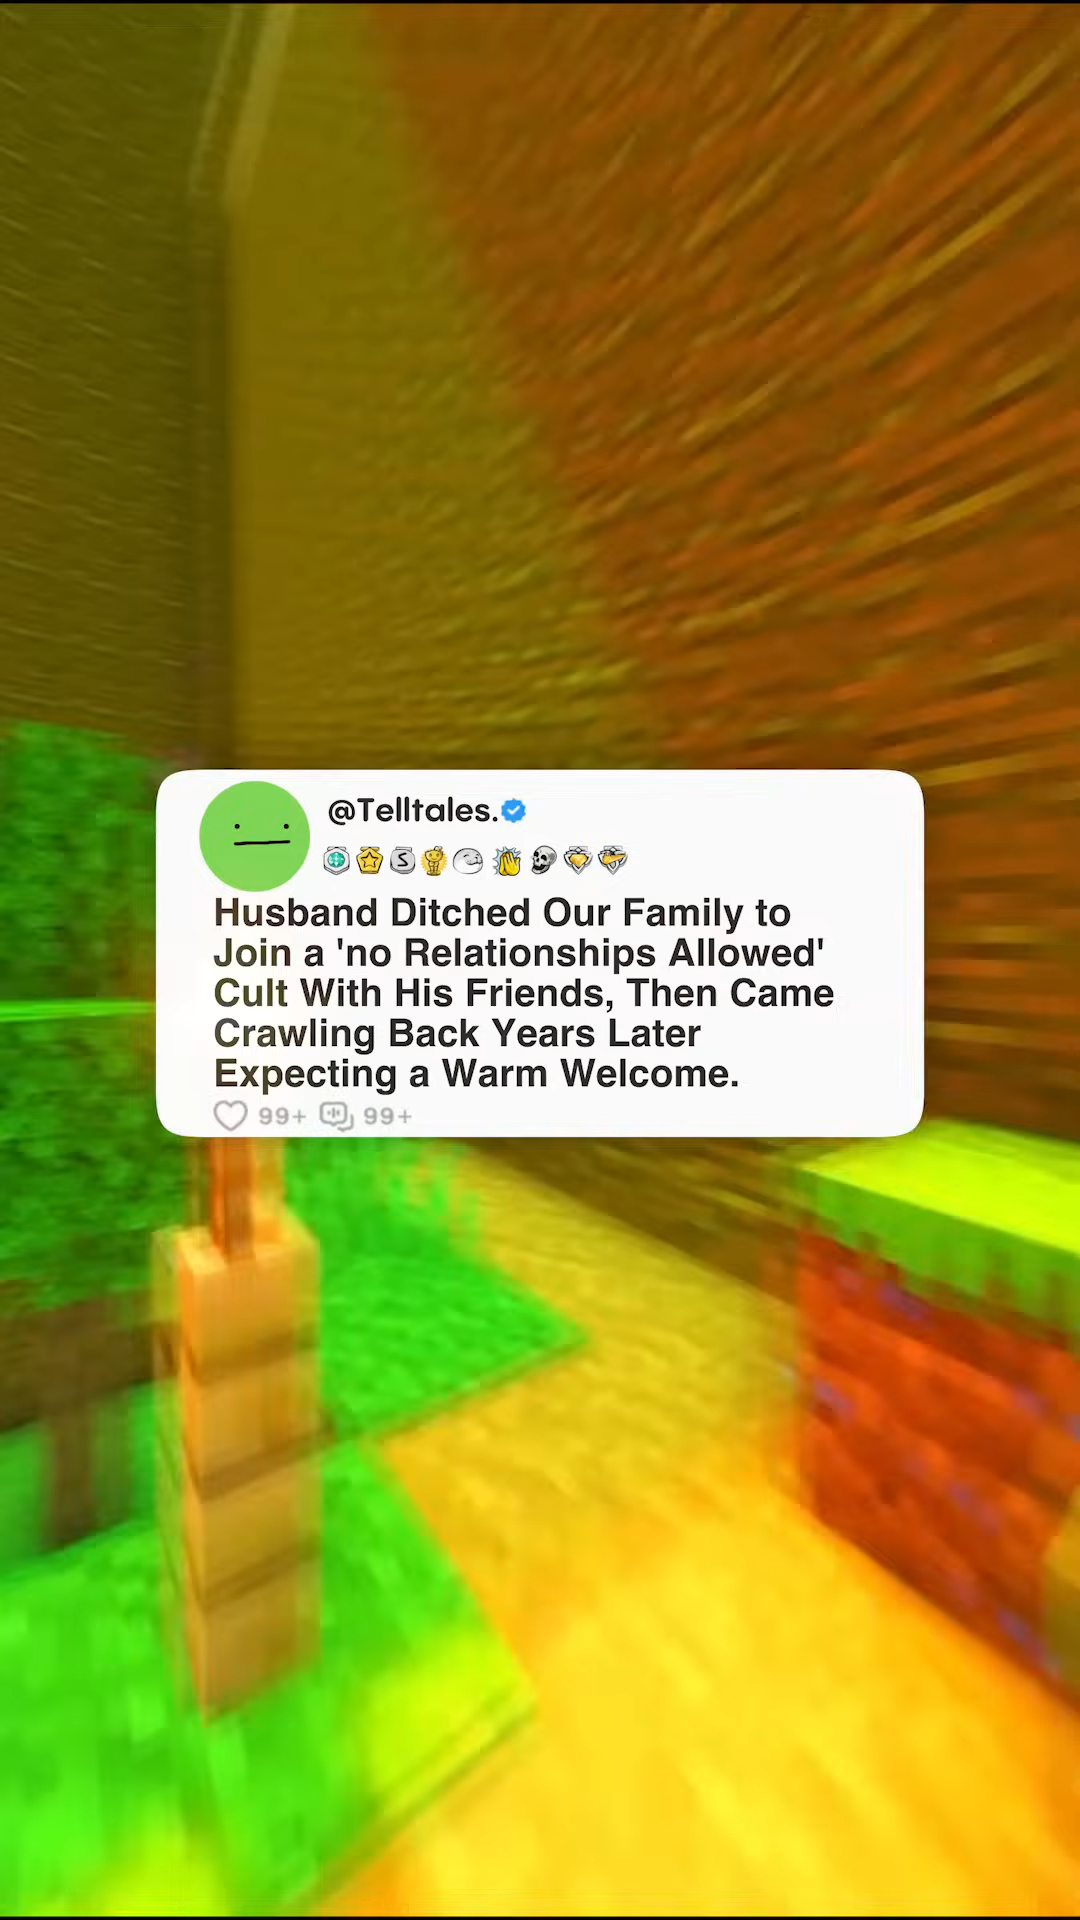 @Telltales.
Husband Ditched Our Family to
Join a 'no Relationships Allowed'
Cult With His Friends, Then Came
Crawling Back Years Later
Expecting a Warm Welcome.
99+ 99+